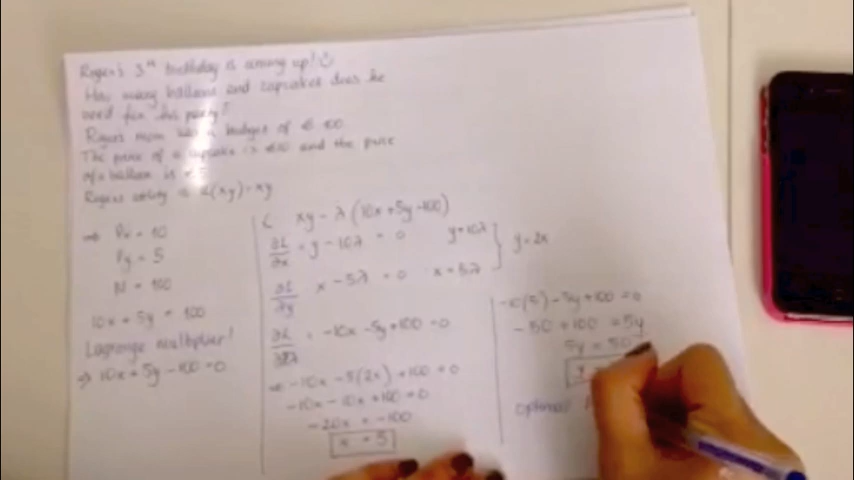 Roger's 3rd birthday is coming up! ☺
How many balloons and cupcakes does he
need for this party?
Rogers mom has a budget of € 100
The price of a cupcake is €10 and the price
of a balloon is € 5
Rogers utility is u(xy) = xy
=> Px = 10
Py = 5
M = 100
10x + 5y = 100
Lagrange multiplier!
=> 10x + 5y - 100 = 0
L xy - λ (10x + 5y - 100)
∂L/∂x = y - 10λ = 0 y = 10λ
∂L/∂y x - 5λ = 0 x = 5λ
} y = 2x
∂L/∂λ = -10x - 5y + 100 = 0
=> -10x - 5(2x) + 100 = 0
-10x - 10x + 100 = 0
-20x = -100
x = 5
-10(5) - 5y + 100 = 0
-50 + 100 = 5y
5y = 50
y
Optimal